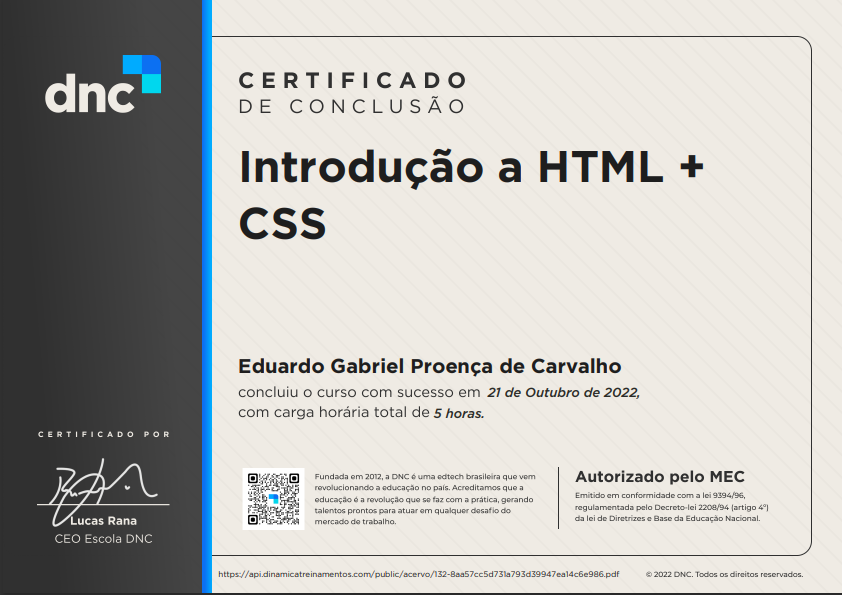 dnc
CERTIFICADO
DE CONCLUSÃO
Introdução a HTML +
CSS
Eduardo Gabriel Proença de Carvalho
concluiu o curso com sucesso em 21 de Outubro de 2022,
com carga horária total de 5 horas.
CERTIFICADO POR
Lucas Rana
CEO Escola DNC
Fundada em 2012, a DNC é uma edtech brasileira que vem
revolucionando a educação no país. Acreditamos que a
educação é a revolução que se faz com a prática, gerando
talentos prontos para atuar em qualquer desafio do
mercado de trabalho.
Autorizado pelo MEC
Emitido em conformidade com a lei 9394/96,
regulamentada pelo Decreto-lei 2208/94 (artigo 4º)
da lei de Diretrizes e Base da Educação Nacional.
https://api.dinamicatreinamentos.com/public/acervo/132-8aa57cc5d731a793d39947ea14c6e986.pdf
© 2022 DNC. Todos os direitos reservados.